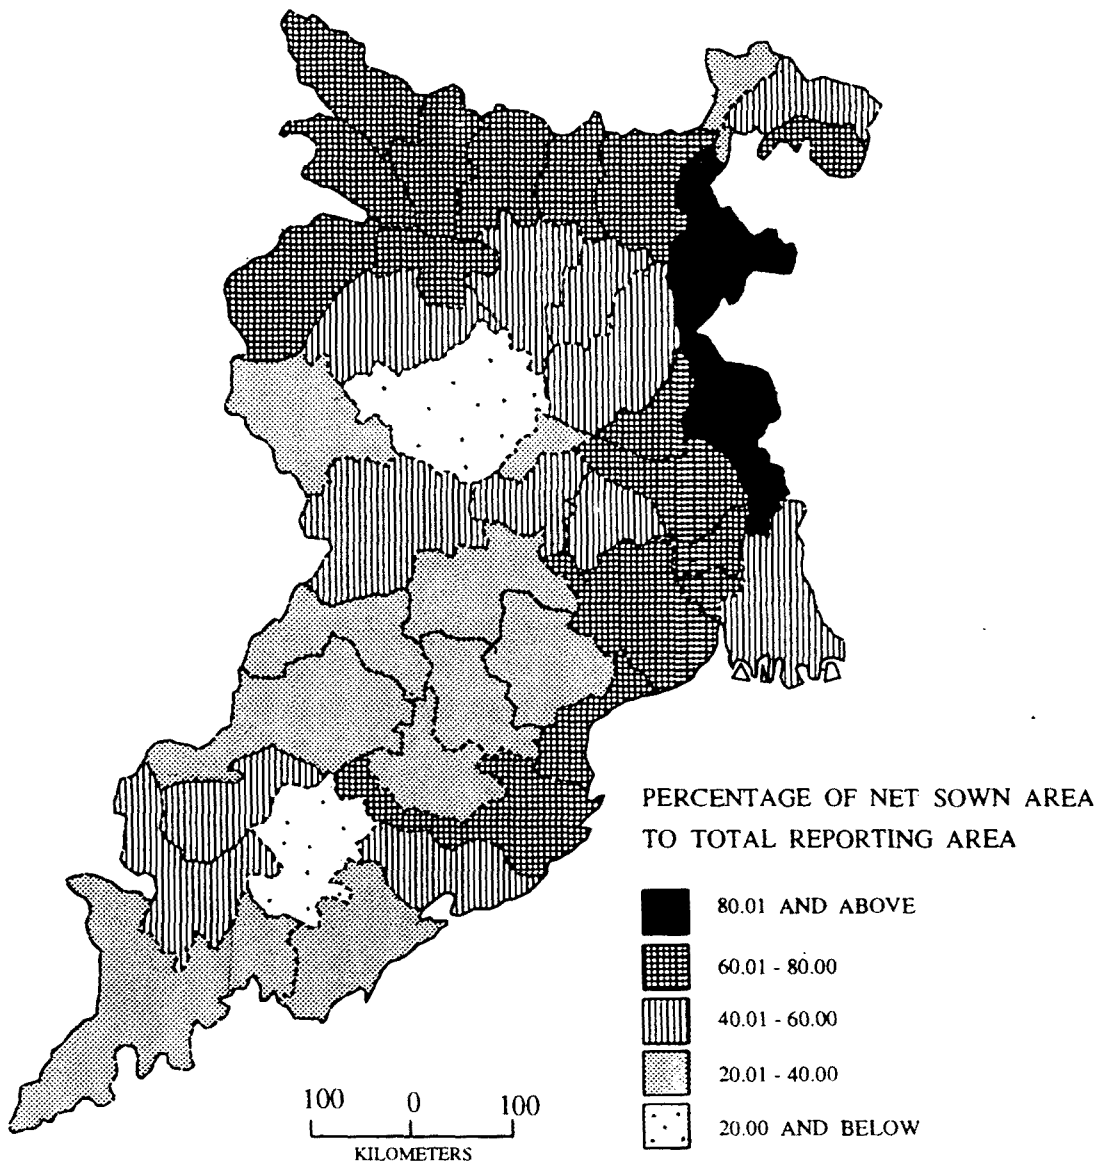 PERCENTAGE OF NET SOWN AREA
TO TOTAL REPORTING AREA
80.01 AND ABOVE
60.01 - 80.00
40.01 - 60.00
20.01 - 40.00
20.00 AND BELOW
100 0 100
KILOMETERS